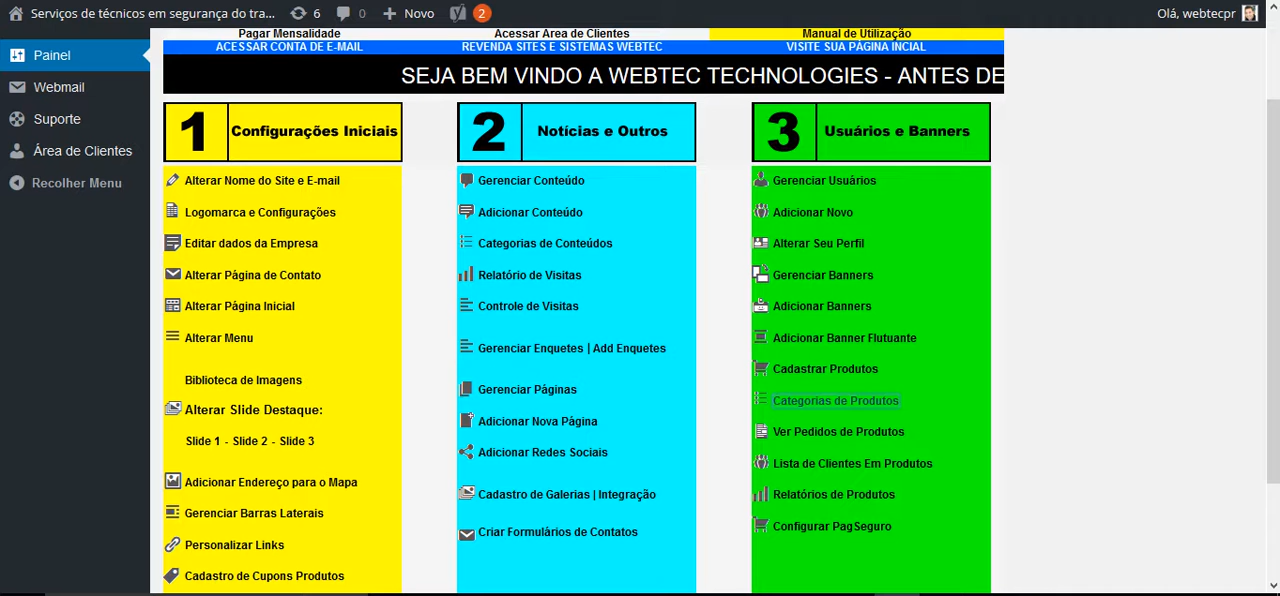 Serviços de técnicos em segurança do tra... 6 0 Novo 2 Olá, webtecpr
Painel
Webmail
Suporte
Área de Clientes
Recolher Menu
Pagar Mensalidade Acessar Area de Clientes Manual de Utilização
ACESSAR CONTA DE E-MAIL REVENDA SITES E SISTEMAS WEBTEC VISITE SUA PÁGINA INCIAL
SEJA BEM VINDO A WEBTEC TECHNOLOGIES - ANTES DE
1 Configurações Iniciais
Alterar Nome do Site e E-mail
Logomarca e Configurações
Editar dados da Empresa
Alterar Página de Contato
Alterar Página Inicial
Alterar Menu
Biblioteca de Imagens
Alterar Slide Destaque:
Slide 1 - Slide 2 - Slide 3
Adicionar Endereço para o Mapa
Gerenciar Barras Laterais
Personalizar Links
Cadastro de Cupons Produtos
2 Notícias e Outros
Gerenciar Conteúdo
Adicionar Conteúdo
Categorias de Conteúdos
Relatório de Visitas
Controle de Visitas
Gerenciar Enquetes | Add Enquetes
Gerenciar Páginas
Adicionar Nova Página
Adicionar Redes Sociais
Cadastro de Galerias | Integração
Criar Formulários de Contatos
3 Usuários e Banners
Gerenciar Usuários
Adicionar Novo
Alterar Seu Perfil
Gerenciar Banners
Adicionar Banners
Adicionar Banner Flutuante
Cadastrar Produtos
Categorias de Produtos
Ver Pedidos de Produtos
Lista de Clientes Em Produtos
Relatórios de Produtos
Configurar PagSeguro